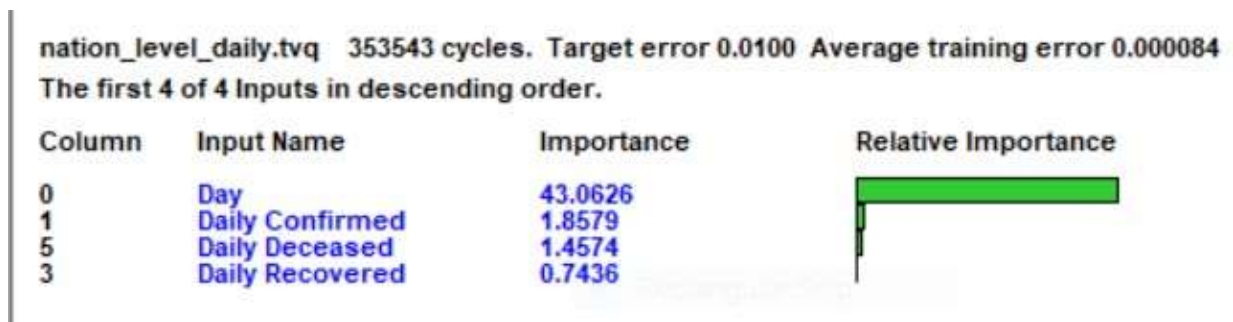 nation_level_daily.tvq 353543 cycles. Target error 0.0100 Average training error 0.000084
The first 4 of 4 Inputs in descending order.
Column Input Name Importance Relative Importance
0 Day 43.0626
1 Daily Confirmed 1.8579
5 Daily Deceased 1.4574
3 Daily Recovered 0.7436